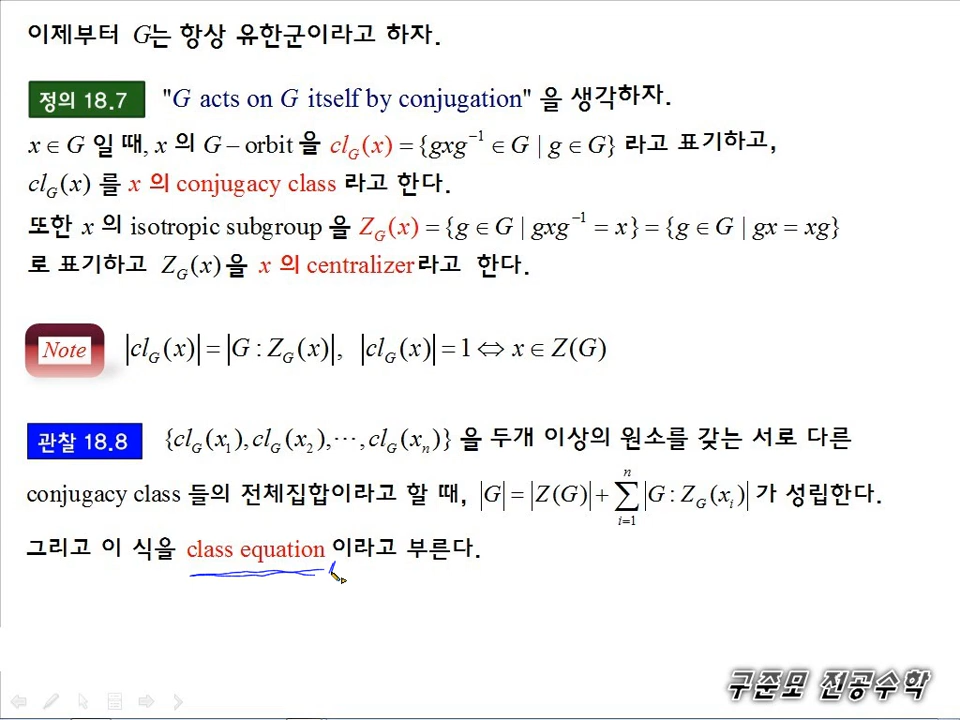 이제부터 G는 항상 유한군이라고 하자.
정의 18.7 "G acts on G itself by conjugation" 을 생각하자.
x ∈ G 일 때, x 의 G – orbit 을 cl_G(x) = {gxg⁻¹ ∈ G | g ∈ G} 라고 표기하고,
cl_G(x) 를 x 의 conjugacy class 라고 한다.
또한 x 의 isotropic subgroup 을 Z_G(x) = {g ∈ G | gxg⁻¹ = x} = {g ∈ G | gx = xg}
로 표기하고 Z_G(x) 을 x 의 centralizer라고 한다.
Note |cl_G(x)| = |G : Z_G(x)|, |cl_G(x)| = 1 ⇔ x ∈ Z(G)
관찰 18.8 {cl_G(x₁), cl_G(x₂), ⋯, cl_G(x_n)} 을 두개 이상의 원소를 갖는 서로 다른
conjugacy class 들의 전체집합이라고 할 때, |G| = |Z(G)| + ∑_{i=1}^{n} |G : Z_G(x_i)| 가 성립한다.
그리고 이 식을 class equation 이라고 부른다.
구준모 전공수학